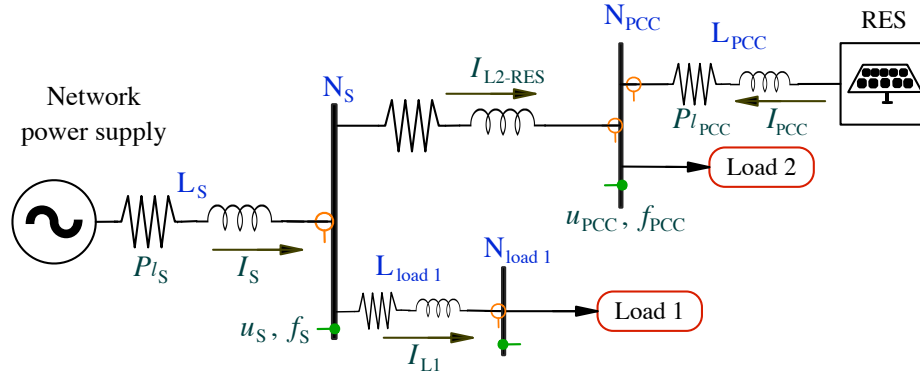 N_PCC
RES
L_PCC
I_L2-RES
N_S
Network
power supply
Pl_PCC
I_PCC
Load 2
L_S
u_PCC , f_PCC
Pl_S
I_S
L_load 1
N_load 1
Load 1
u_S , f_S
I_L1